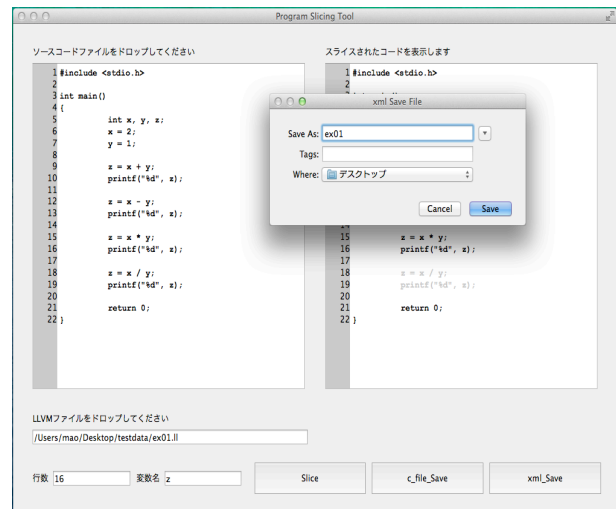 Program Slicing Tool
ソースコードファイルをドロップしてください
1 #include <stdio.h>
2
3 int main()
4 {
5 int x, y, z;
6 x = 2;
7 y = 1;
8
9 z = x + y;
10 printf("%d", z);
11
12 z = x - y;
13 printf("%d", z);
14
15 z = x * y;
16 printf("%d", z);
17
18 z = x / y;
19 printf("%d", z);
20
21 return 0;
22 }
スライスされたコードを表示します
1 #include <stdio.h>
2
xml Save File
Save As: ex01
Tags:
Where: デスクトップ
Cancel
Save
15 z = x * y;
16 printf("%d", z);
17
18 z = x / y;
19 printf("%d", z);
20
21 return 0;
22 }
LLVMファイルをドロップしてください
/Users/mao/Desktop/testdata/ex01.ll
行数 16
変数名 z
Slice
c_file_Save
xml_Save